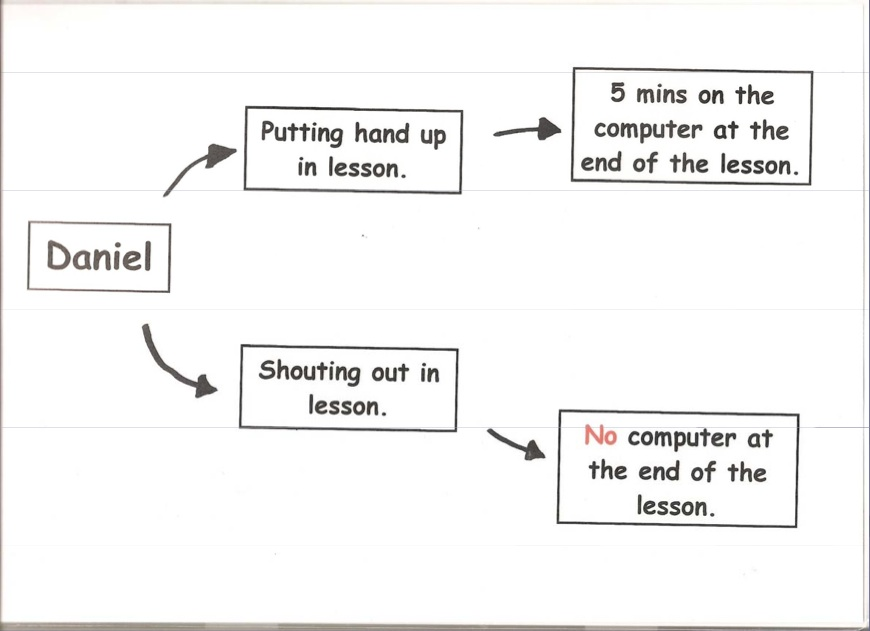 Daniel
Putting hand up
in lesson.
5 mins on the
computer at the
end of the lesson.
Shouting out in
lesson.
No computer at
the end of the
lesson.